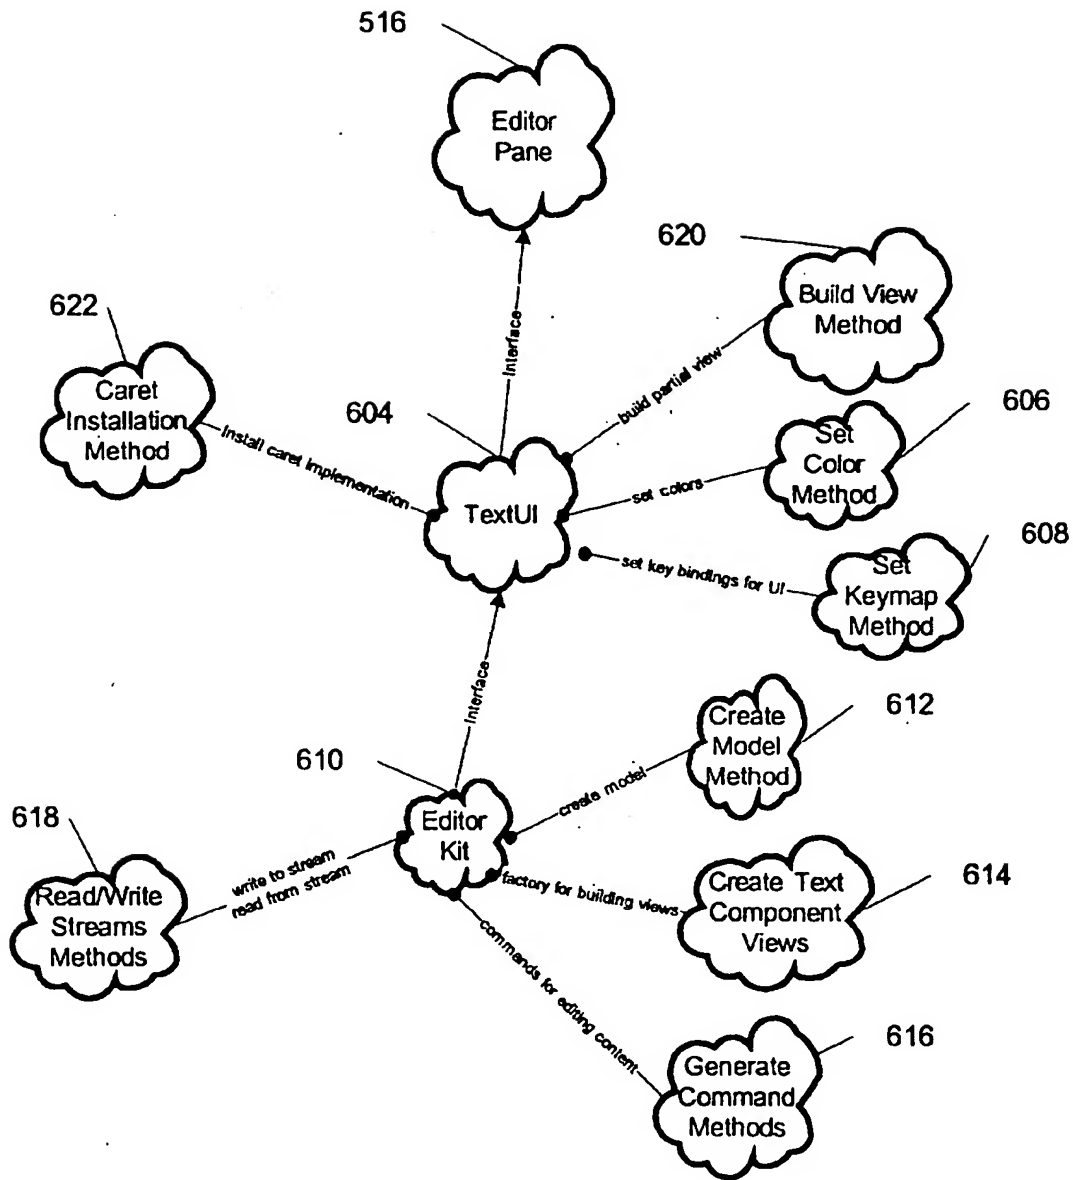 516
Editor
Pane
620
Build View
Method
622
Caret
Installation
Method
Interface
build partial view
604
606
Set
Color
Method
Install caret implementation
TextUI
set colors
608
set key bindings for UI
Set
Keymap
Method
Interface
612
Create
Model
Method
610
create model
618
Editor
Kit
Read/Write
Streams
Methods
write to stream
read from stream
factory for building views
Create Text
Component
Views
614
commands for editing content
616
Generate
Command
Methods